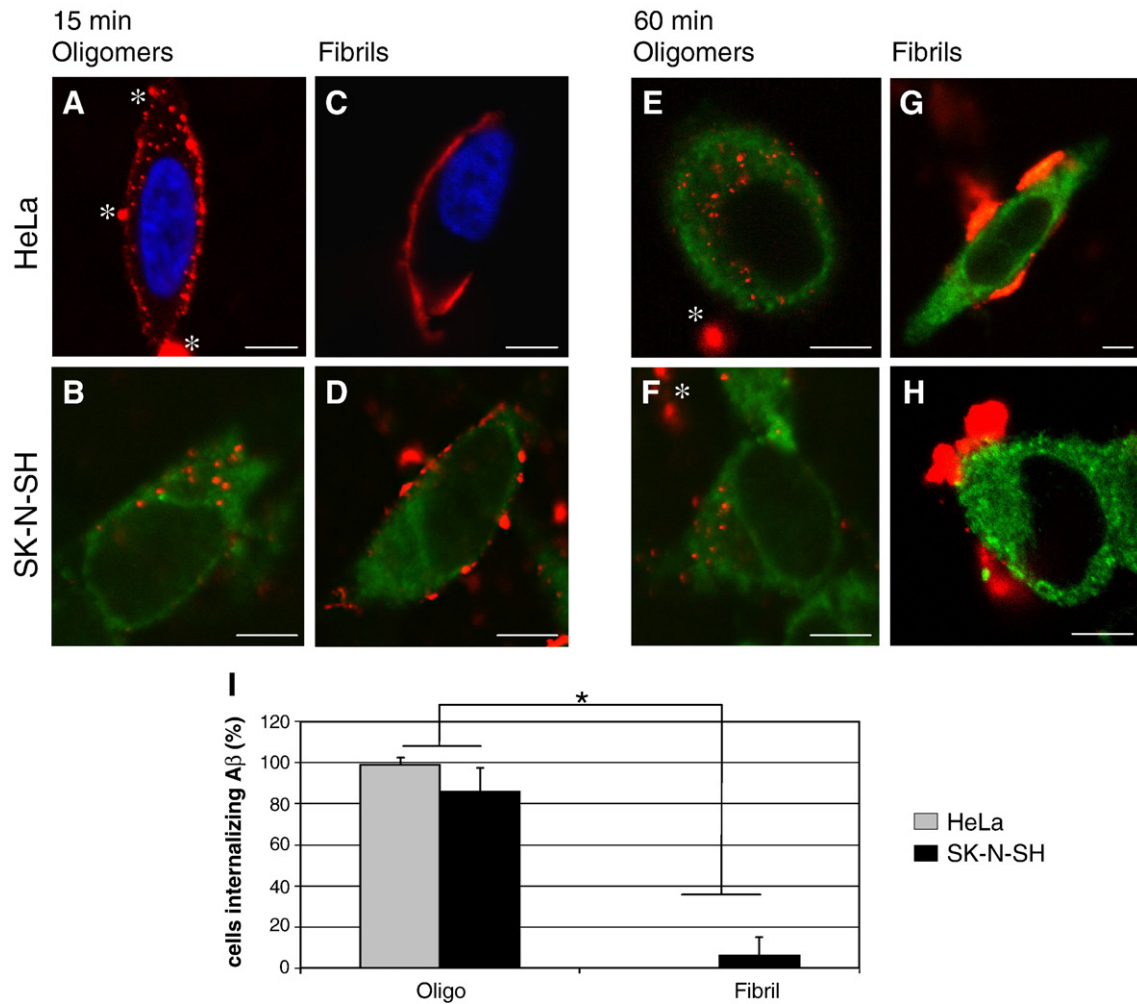 15 min
Oligomers
Fibrils
60 min
Oligomers
Fibrils
HeLa
A
*
*
*
C
E
*
G
SK-N-SH
B
D
F
*
H
I
*
cells internalizing Aβ (%)
120
100
80
60
40
20
0
Oligo
Fibril
HeLa
SK-N-SH